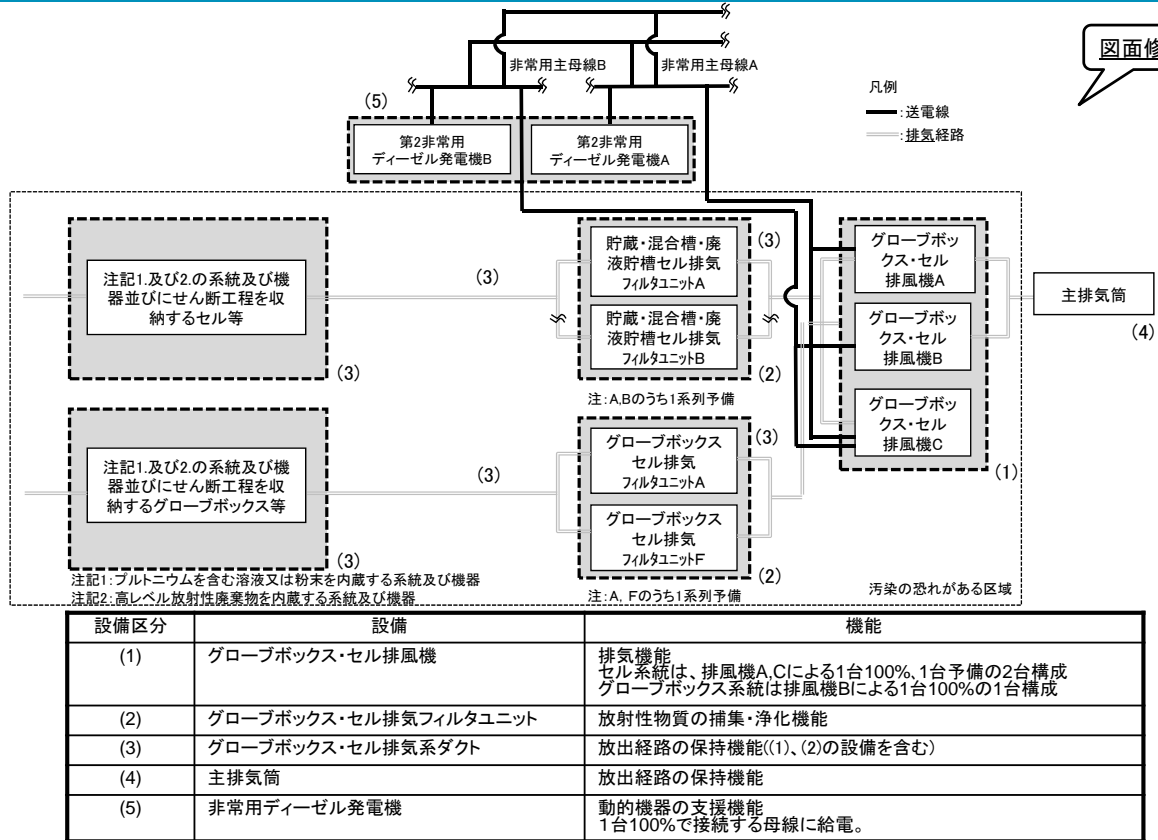 図面修
非常用主母線B
非常用主母線A
凡例
:送電線
:排気経路
(5)
第2非常用
ディーゼル発電機B
第2非常用
ディーゼル発電機A
注記1.及び2.の系統及び機
器並びにせん断工程を収
納するセル等
(3)
(3)
貯蔵・混合槽・廃
液貯槽セル排気
フィルタユニットA
(3)
貯蔵・混合槽・廃
液貯槽セル排気
フィルタユニットB
(2)
注:A,Bのうち1系列予備
グローブボッ
クス・セル
排風機A
グローブボッ
クス・セル
排風機B
グローブボッ
クス・セル
排風機C
(1)
主排気筒
(4)
注記1.及び2.の系統及び機
器並びにせん断工程を収
納するグローブボックス等
(3)
(3)
グローブボックス
セル排気
フィルタユニットA
(3)
グローブボックス
セル排気
フィルタユニットF
(2)
注:A, Fのうち1系列予備
注記1:プルトニウムを含む溶液又は粉末を内蔵する系統及び機器
注記2:高レベル放射性廃棄物を内蔵する系統及び機器
汚染の恐れがある区域
設備区分 設備 機能
(1) グローブボックス・セル排風機 排気機能
セル系統は、排風機A,Cによる1台100%、1台予備の2台構成
グローブボックス系統は排風機Bによる1台100%の1台構成
(2) グローブボックス・セル排気フィルタユニット 放射性物質の捕集・浄化機能
(3) グローブボックス・セル排気系ダクト 放出経路の保持機能((1)、(2)の設備を含む)
(4) 主排気筒 放出経路の保持機能
(5) 非常用ディーゼル発電機 動的機器の支援機能
1台100%で接続する母線に給電。